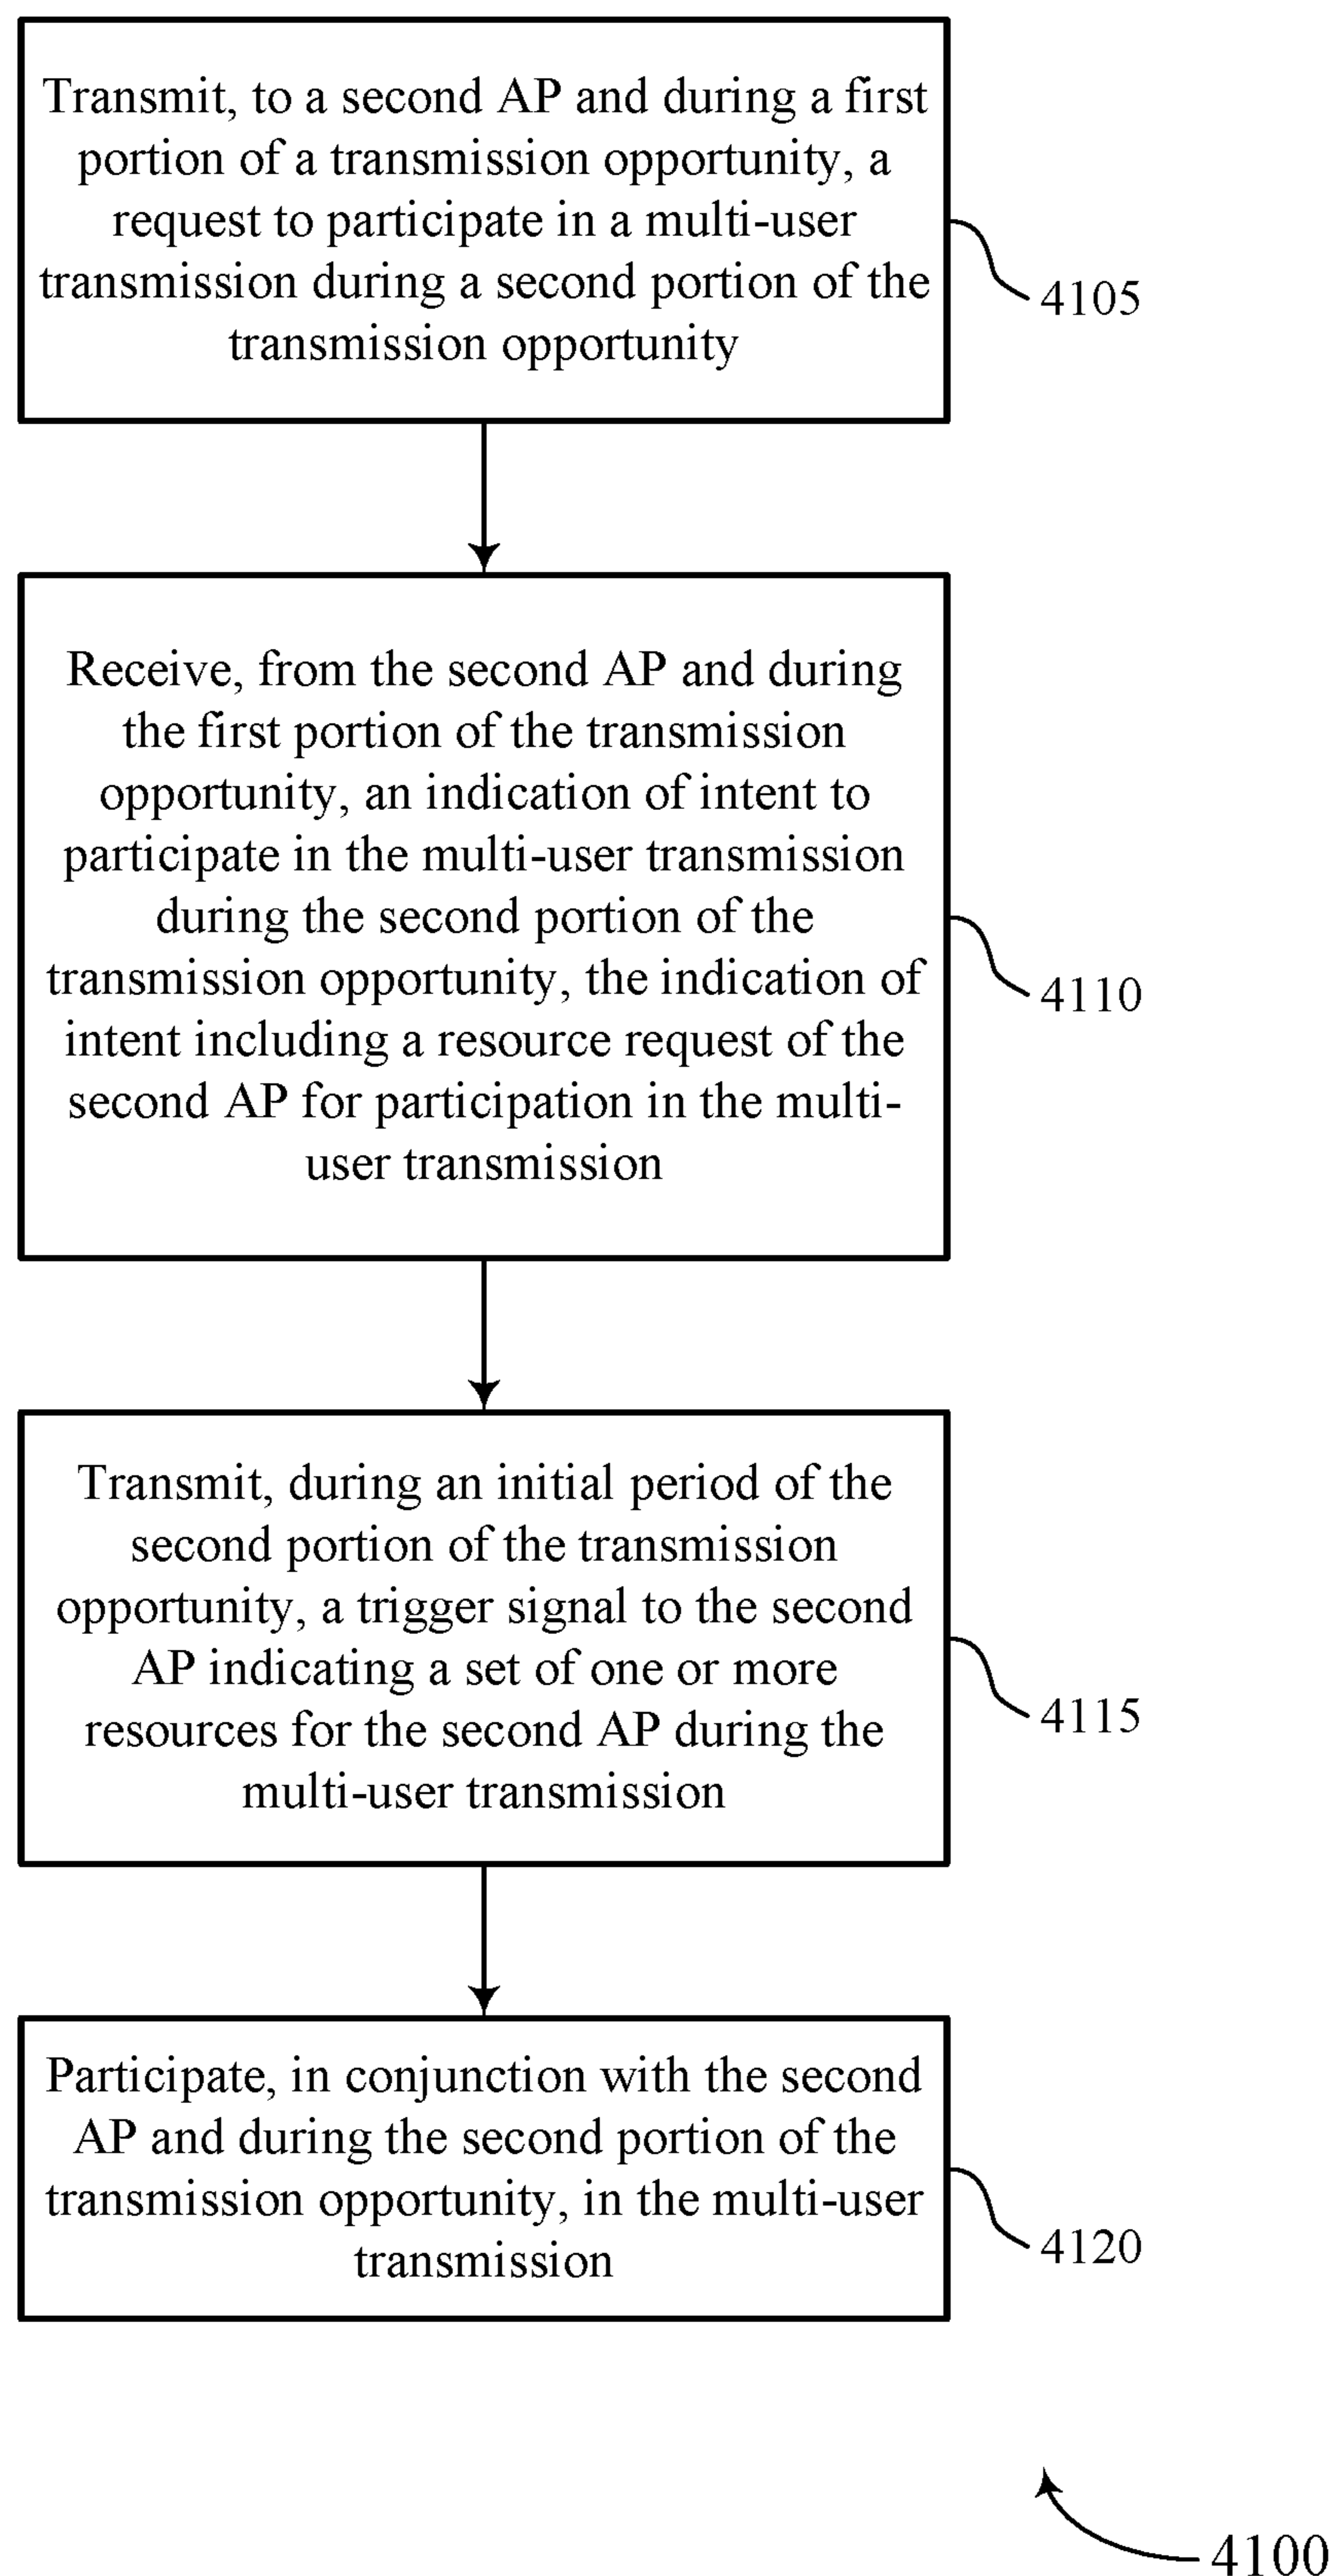 Transmit, to a second AP and during a first
portion of a transmission opportunity, a
request to participate in a multi-user
transmission during a second portion of the
transmission opportunity
4105
Receive, from the second AP and during
the first portion of the transmission
opportunity, an indication of intent to
participate in the multi-user transmission
during the second portion of the
transmission opportunity, the indication of
intent including a resource request of the
second AP for participation in the multi-
user transmission
4110
Transmit, during an initial period of the
second portion of the transmission
opportunity, a trigger signal to the second
AP indicating a set of one or more
resources for the second AP during the
multi-user transmission
4115
Participate, in conjunction with the second
AP and during the second portion of the
transmission opportunity, in the multi-user
transmission
4120
4100